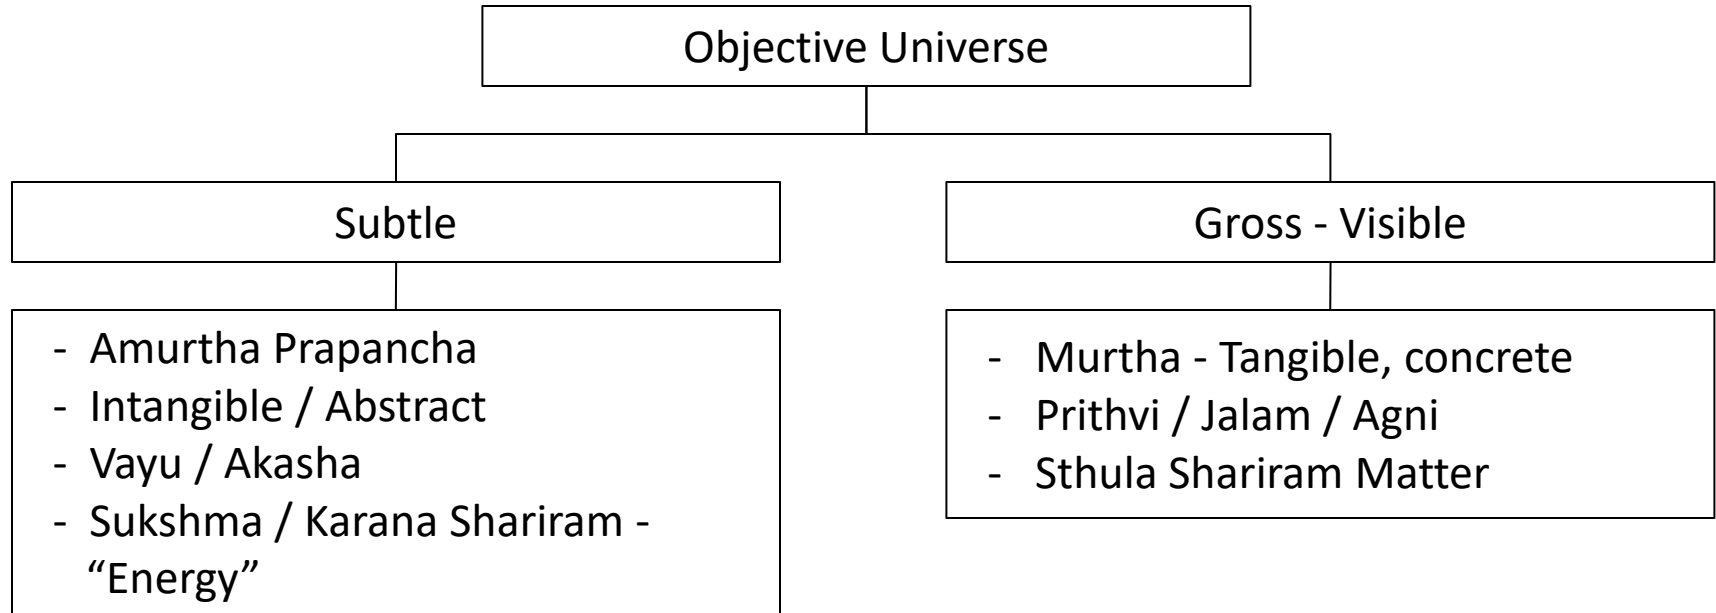 Objective Universe
Subtle
Gross - Visible
- Amurtha Prapancha
- Intangible / Abstract
- Vayu / Akasha
- Sukshma / Karana Shariram -
“Energy”
- Murtha - Tangible, concrete
- Prithvi / Jalam / Agni
- Sthula Shariram Matter